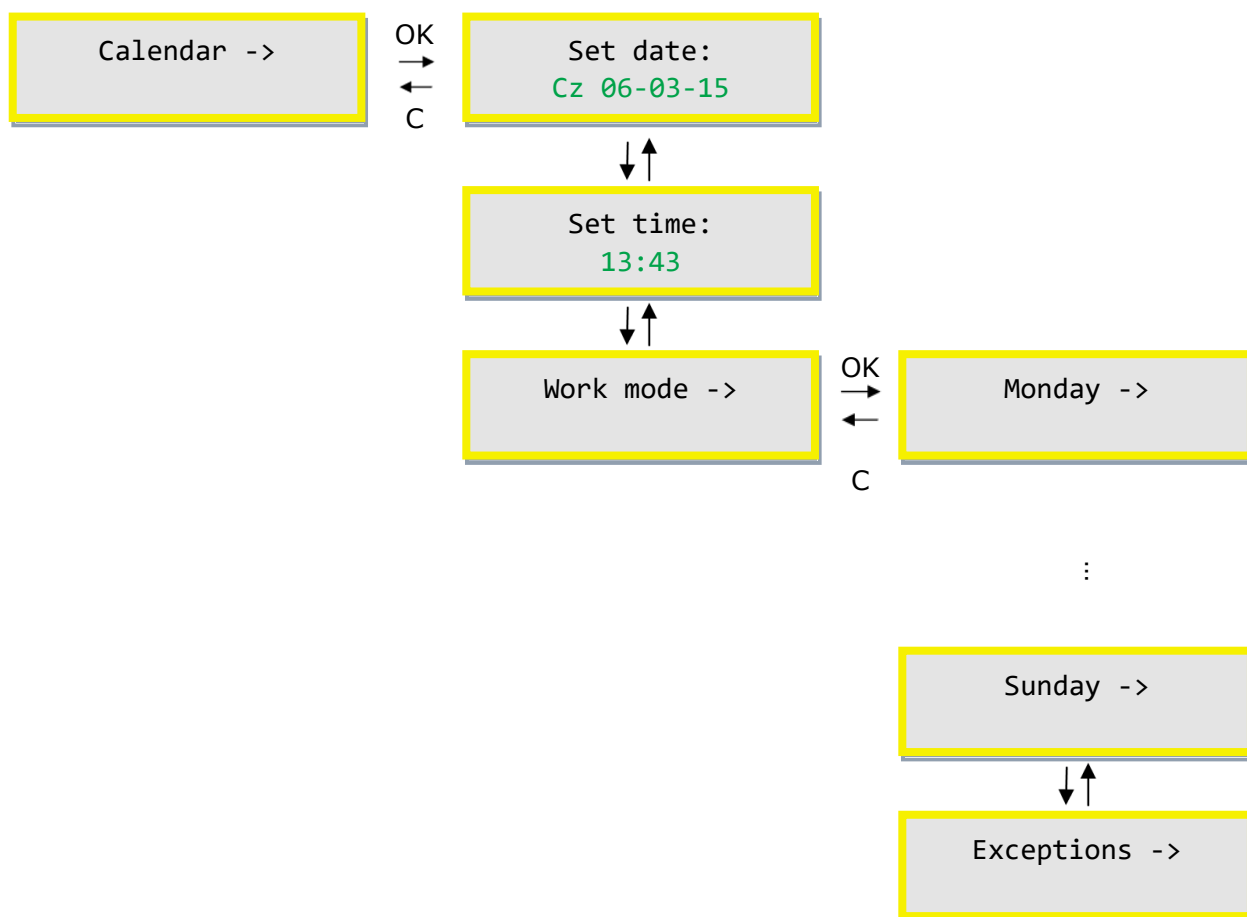 Calendar ->
OK
C
Set date:
Cz 06-03-15
Set time:
13:43
Work mode ->
OK
C
Monday ->
...
Sunday ->
Exceptions ->